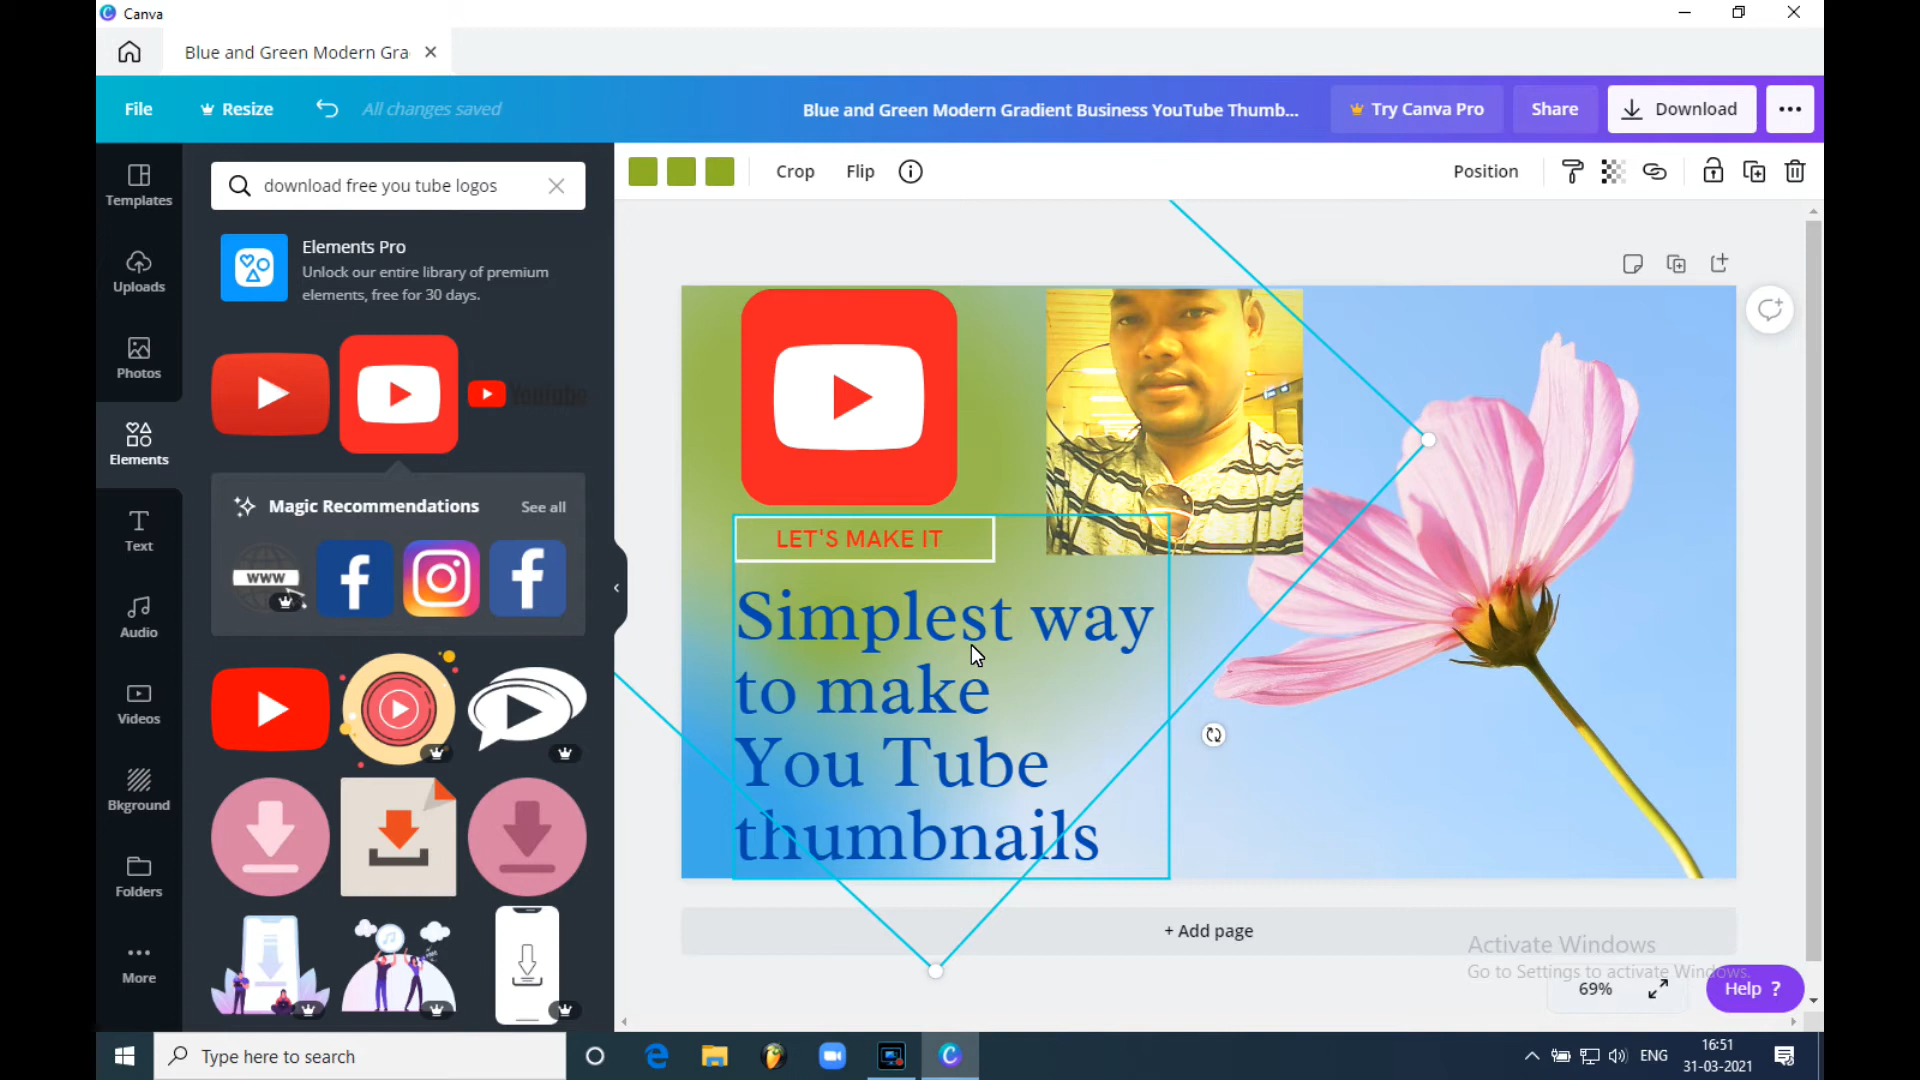 Canva
Blue and Green Modern Gra
File
Resize
All changes saved
Blue and Green Modern Gradient Business YouTube Thumb...
Try Canva Pro
Share
Download
Templates
download free you tube logos
Crop
Flip
Position
Elements Pro
Unlock our entire library of premium
elements, free for 30 days.
Uploads
Photos
Youtube
Elements
Magic Recommendations
See all
www
Text
Audio
Videos
Bkground
Folders
More
LET'S MAKE IT
Simplest way
to make
You Tube
thumbnails
+ Add page
Activate Windows
Go to Settings to activate Windows.
69%
Help ?
Type here to search
ENG
16:51
31-03-2021